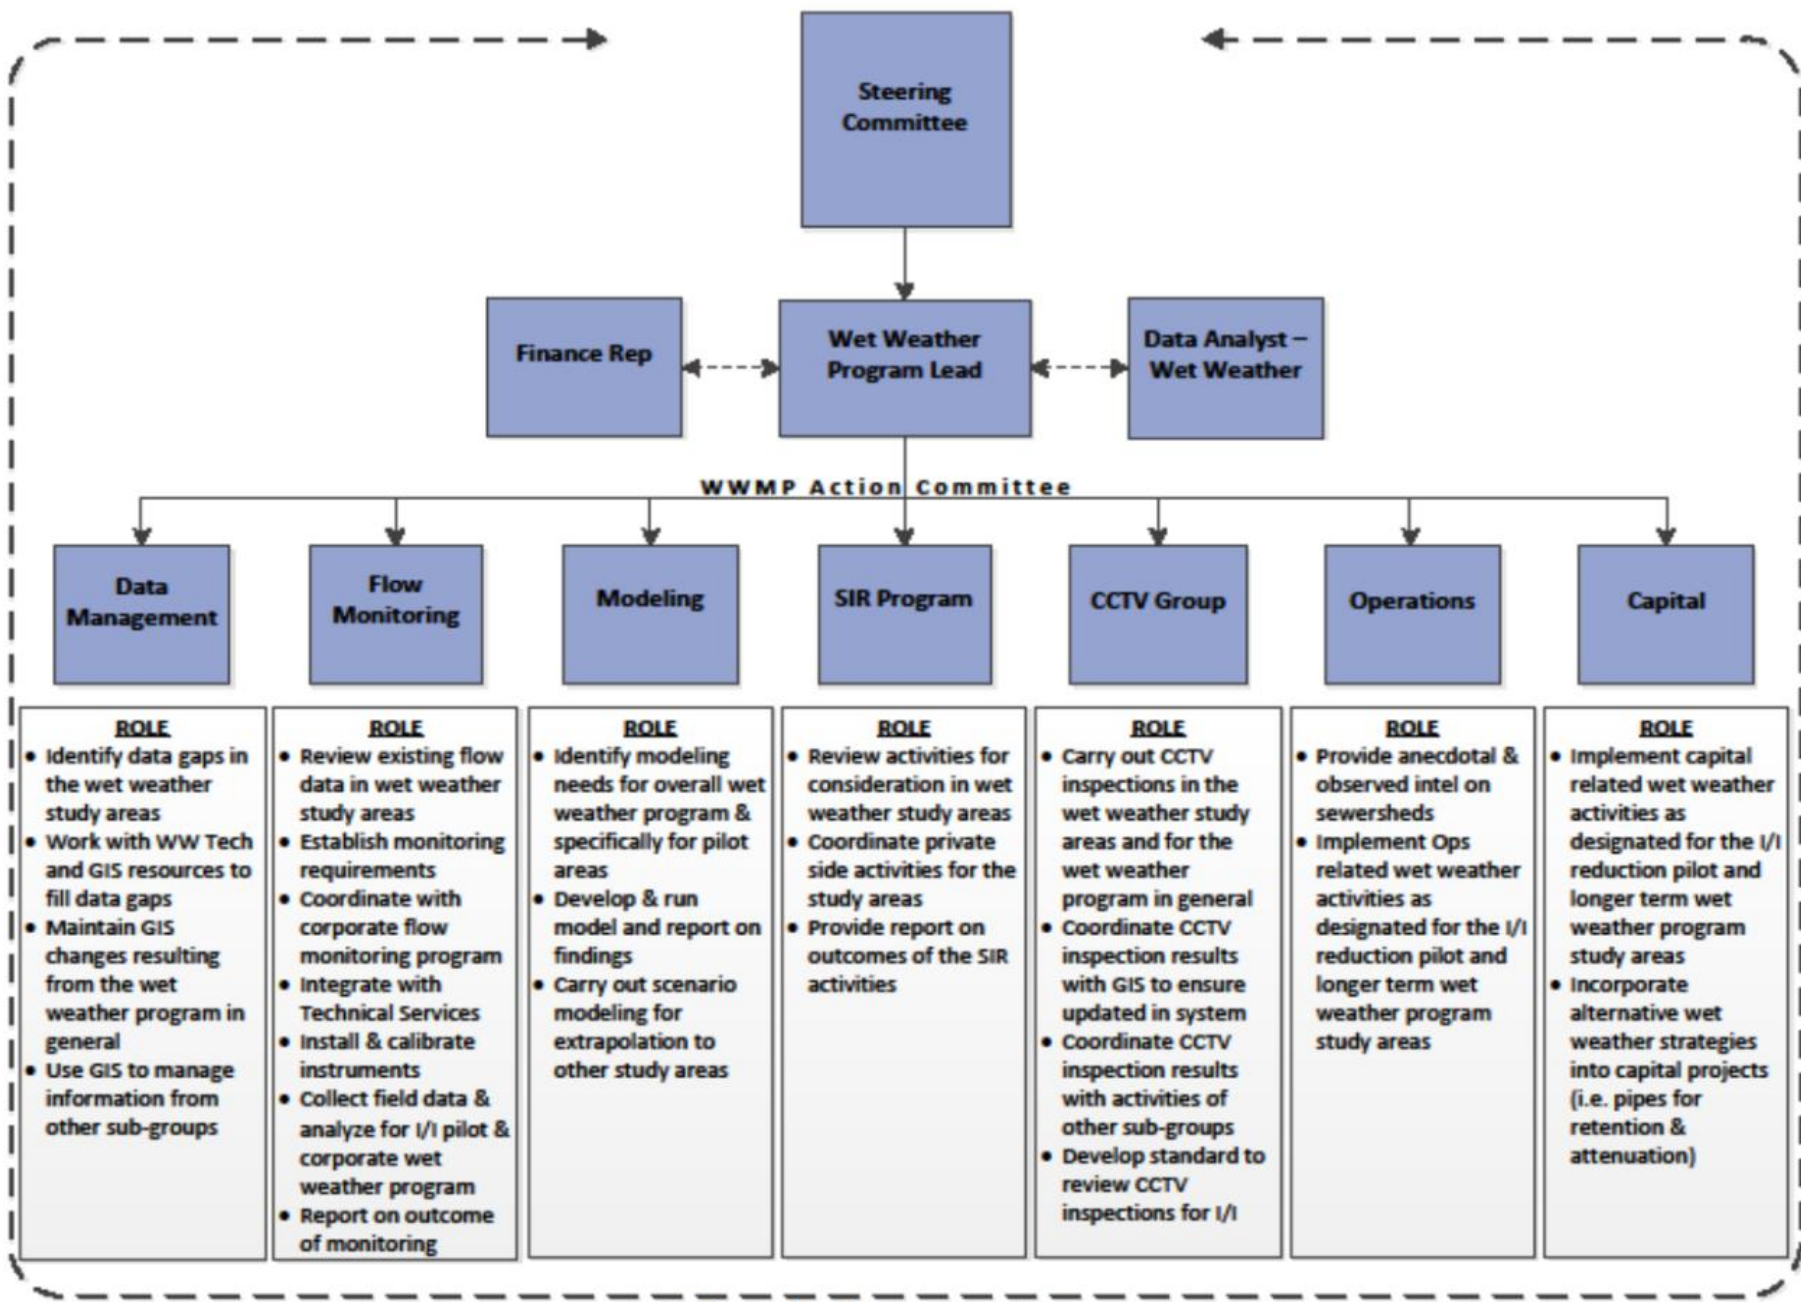 Steering
Committee
Finance Rep
Wet Weather
Program Lead
Data Analyst –
Wet Weather
WWMP Action Committee
Data
Management
Flow
Monitoring
Modeling
SIR Program
CCTV Group
Operations
Capital
ROLE
• Identify data gaps in
the wet weather
study areas
• Work with WW Tech
and GIS resources to
fill data gaps
• Maintain GIS
changes resulting
from the wet
weather program in
general
• Use GIS to manage
information from
other sub-groups
ROLE
• Review existing flow
data in wet weather
study areas
• Establish monitoring
requirements
• Coordinate with
corporate flow
monitoring program
• Integrate with
Technical Services
• Install & calibrate
instruments
• Collect field data &
analyze for I/I pilot &
corporate wet
weather program
• Report on outcome
of monitoring
ROLE
• Identify modeling
needs for overall wet
weather program &
specifically for pilot
areas
• Develop & run
model and report on
findings
• Carry out scenario
modeling for
extrapolation to
other study areas
ROLE
• Review activities for
consideration in wet
weather study areas
• Coordinate private
side activities for the
study areas
• Provide report on
outcomes of the SIR
activities
ROLE
• Carry out CCTV
inspections in the
wet weather study
areas and for the
wet weather
program in general
• Coordinate CCTV
inspection results
with GIS to ensure
updated in system
• Coordinate CCTV
inspection results
with activities of
other sub-groups
• Develop standard to
review CCTV
inspections for I/I
ROLE
• Provide anecdotal &
observed intel on
sewersheds
• Implement Ops
related wet weather
activities as
designated for the I/I
reduction pilot and
longer term wet
weather program
study areas
ROLE
• Implement capital
related wet weather
activities as
designated for the I/I
reduction pilot and
longer term wet
weather program
study areas
• Incorporate
alternative wet
weather strategies
into capital projects
(i.e. pipes for
retention &
attenuation)